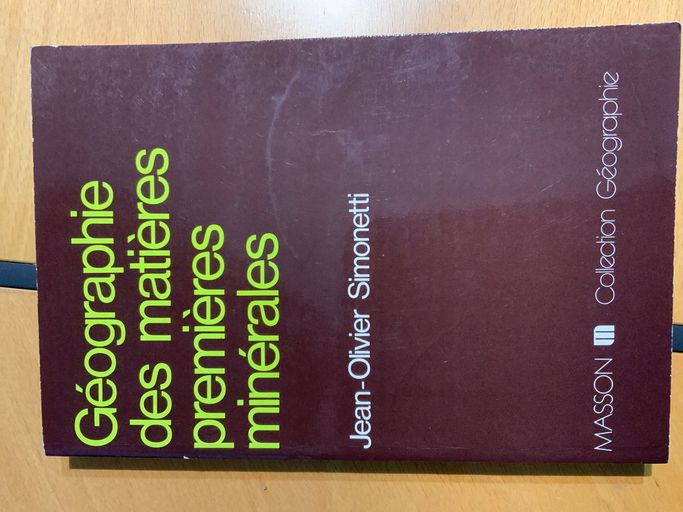 Géographie
des matières
premières
minérales
Jean-Olivier Simonetti
MASSON m Collection Géographie